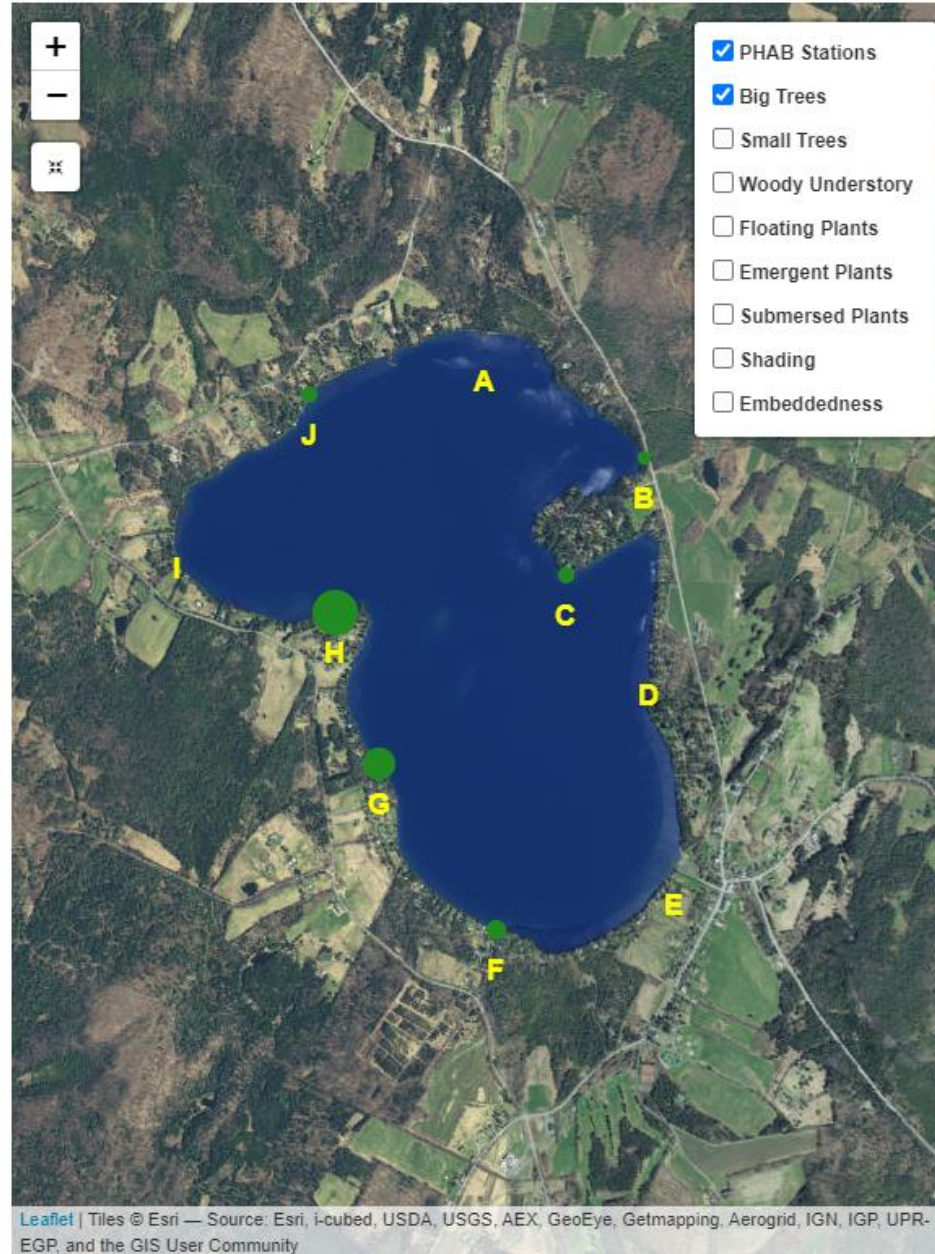 +
−
PHAB Stations
Big Trees
Small Trees
Woody Understory
Floating Plants
Emergent Plants
Submersed Plants
Shading
Embeddedness
A
J
B
I
C
H
D
G
E
F
Leaflet | Tiles © Esri — Source: Esri, i-cubed, USDA, USGS, AEX, GeoEye, Getmapping, Aerogrid, IGN, IGP, UPR-
EGP, and the GIS User Community